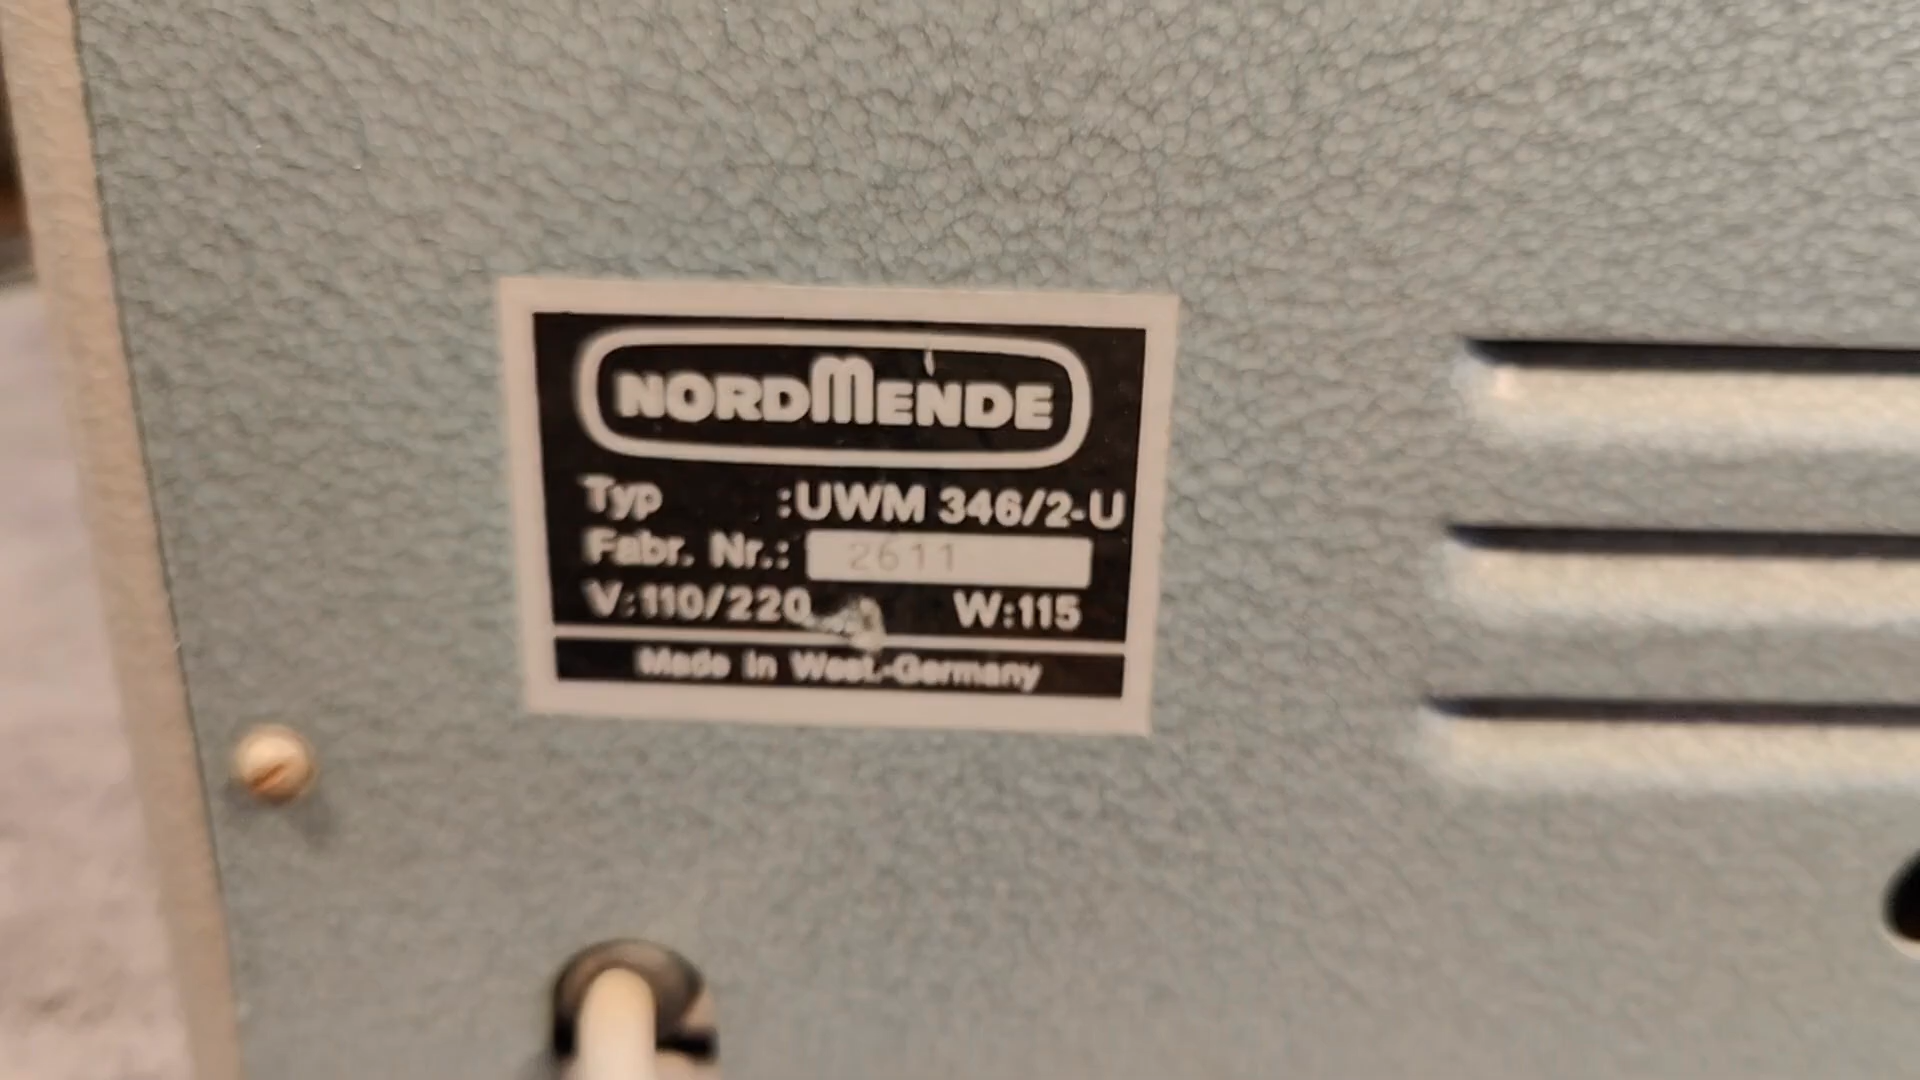 NORDMENDE
Typ :UWM 346/2-U
Fabr. Nr.: 2611
V:110/220 W:115
Made in West.-Germany